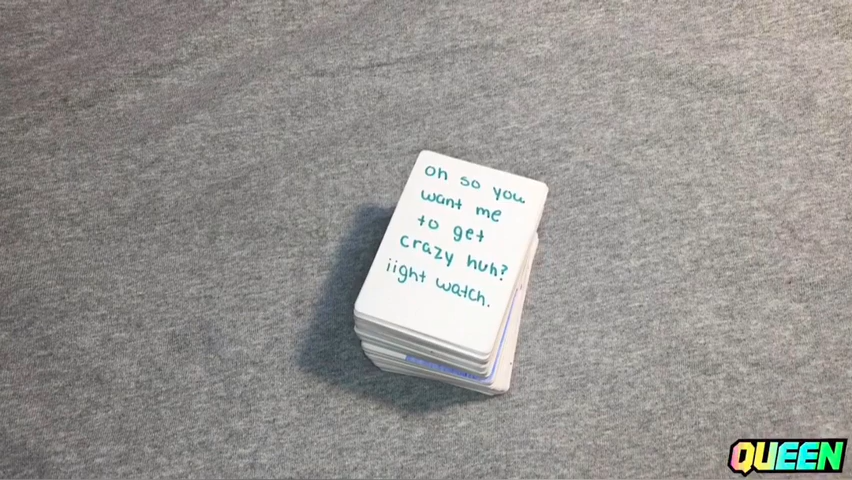 oh so you
want me
to get
crazy huh?
iight watch.
QUEEN